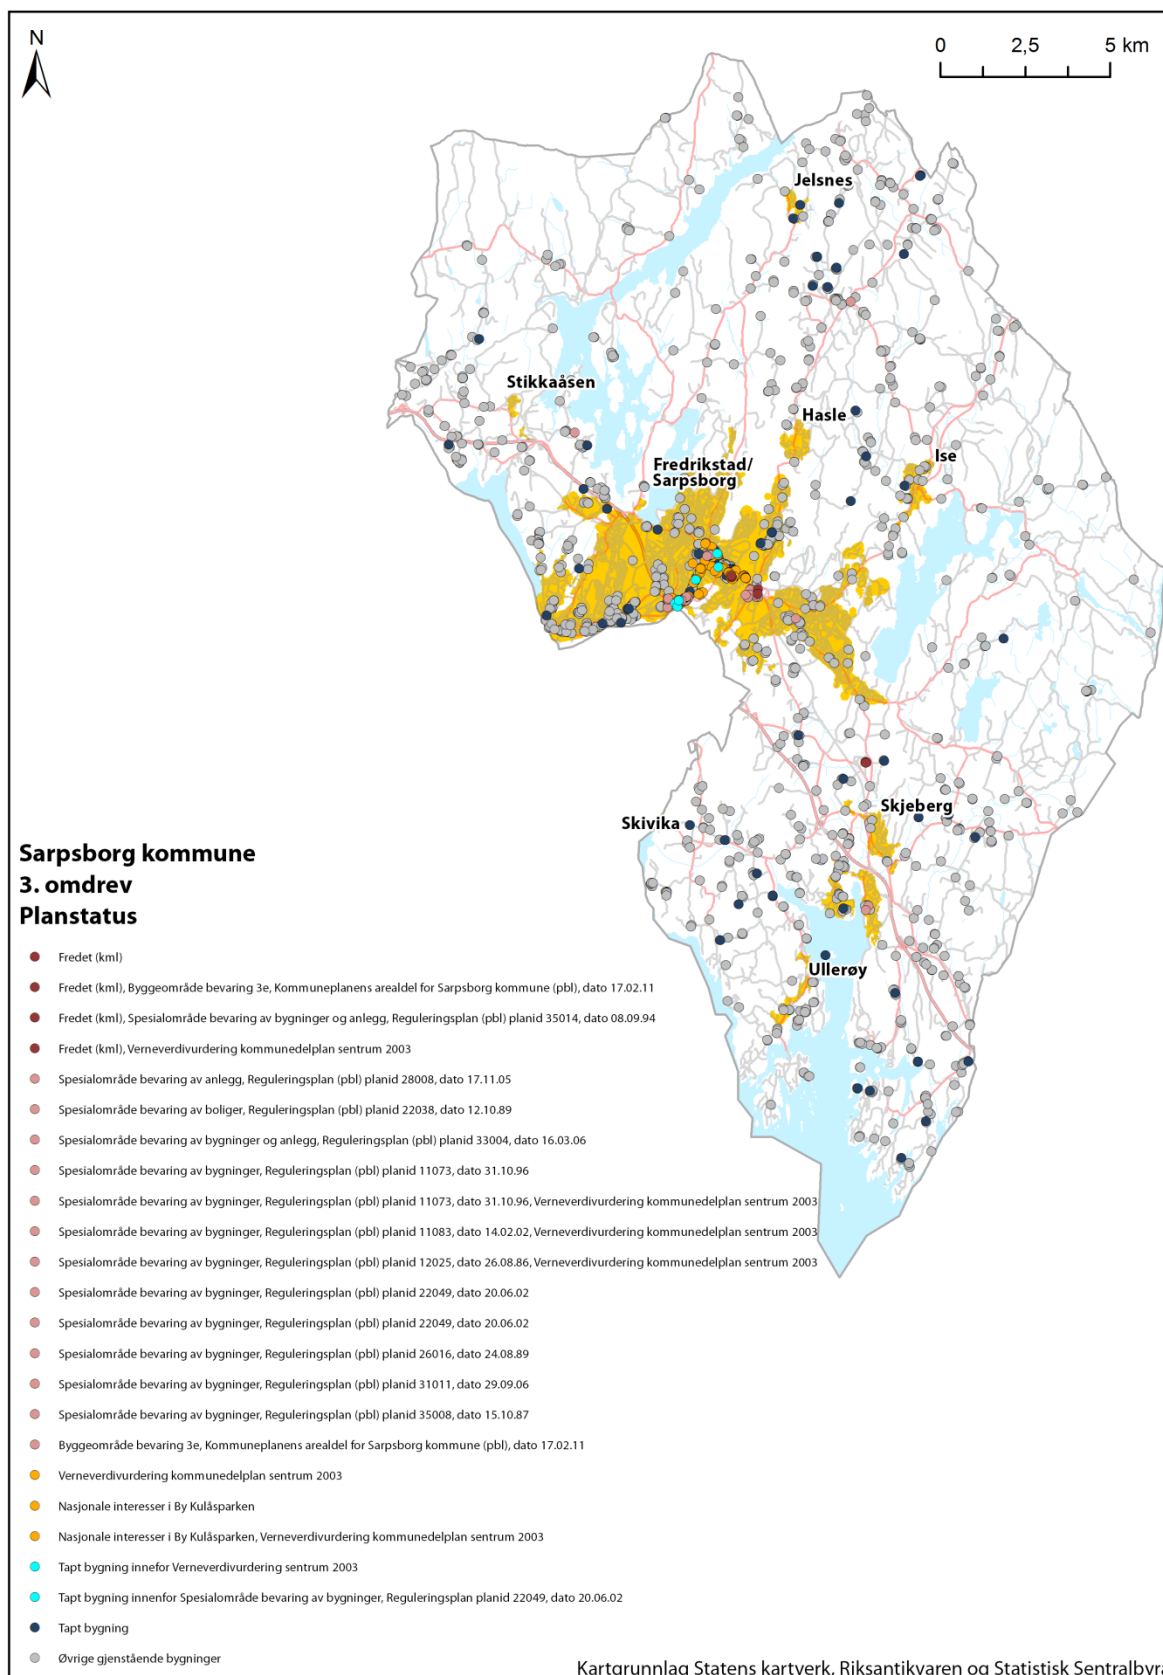 N
0 2,5 5 km
Jelsnes
Stikkaåsen
Hasle
Ise
Fredrikstad/
Sarpsborg
Skjeberg
Skivika
Ullerøy
Sarpsborg kommune
3. omdrev
Planstatus
Fredet (kml)
Fredet (kml), Byggeområde bevaring 3e, Kommuneplanens arealdel for Sarpsborg kommune (pbl), dato 17.02.11
Fredet (kml), Spesialområde bevaring av bygninger og anlegg, Reguleringsplan (pbl) planid 35014, dato 08.09.94
Fredet (kml), Verneverdivurdering kommunedelplan sentrum 2003
Spesialområde bevaring av anlegg, Reguleringsplan (pbl) planid 28008, dato 17.11.05
Spesialområde bevaring av boliger, Reguleringsplan (pbl) planid 22038, dato 12.10.89
Spesialområde bevaring av bygninger og anlegg, Reguleringsplan (pbl) planid 33004, dato 16.03.06
Spesialområde bevaring av bygninger, Reguleringsplan (pbl) planid 11073, dato 31.10.96
Spesialområde bevaring av bygninger, Reguleringsplan (pbl) planid 11073, dato 31.10.96, Verneverdivurdering kommunedelplan sentrum 2003
Spesialområde bevaring av bygninger, Reguleringsplan (pbl) planid 11083, dato 14.02.02, Verneverdivurdering kommunedelplan sentrum 2003
Spesialområde bevaring av bygninger, Reguleringsplan (pbl) planid 12025, dato 26.08.86, Verneverdivurdering kommunedelplan sentrum 2003
Spesialområde bevaring av bygninger, Reguleringsplan (pbl) planid 22049, dato 20.06.02
Spesialområde bevaring av bygninger, Reguleringsplan (pbl) planid 22049, dato 20.06.02
Spesialområde bevaring av bygninger, Reguleringsplan (pbl) planid 26016, dato 24.08.89
Spesialområde bevaring av bygninger, Reguleringsplan (pbl) planid 31011, dato 29.09.06
Spesialområde bevaring av bygninger, Reguleringsplan (pbl) planid 35008, dato 15.10.87
Byggeområde bevaring 3e, Kommuneplanens arealdel for Sarpsborg kommune (pbl), dato 17.02.11
Verneverdivurdering kommunedelplan sentrum 2003
Nasjonale interesser i By Kulåsparken
Nasjonale interesser i By Kulåsparken, Verneverdivurdering kommunedelplan sentrum 2003
Tapt bygning innefor Verneverdivurdering sentrum 2003
Tapt bygning innenfor Spesialområde bevaring av bygninger, Reguleringsplan planid 22049, dato 20.06.02
Tapt bygning
Øvrige gjenstående bygninger
Kartgrunnlag Statens kartverk, Riksantikvaren og Statistisk Sentralbyrå